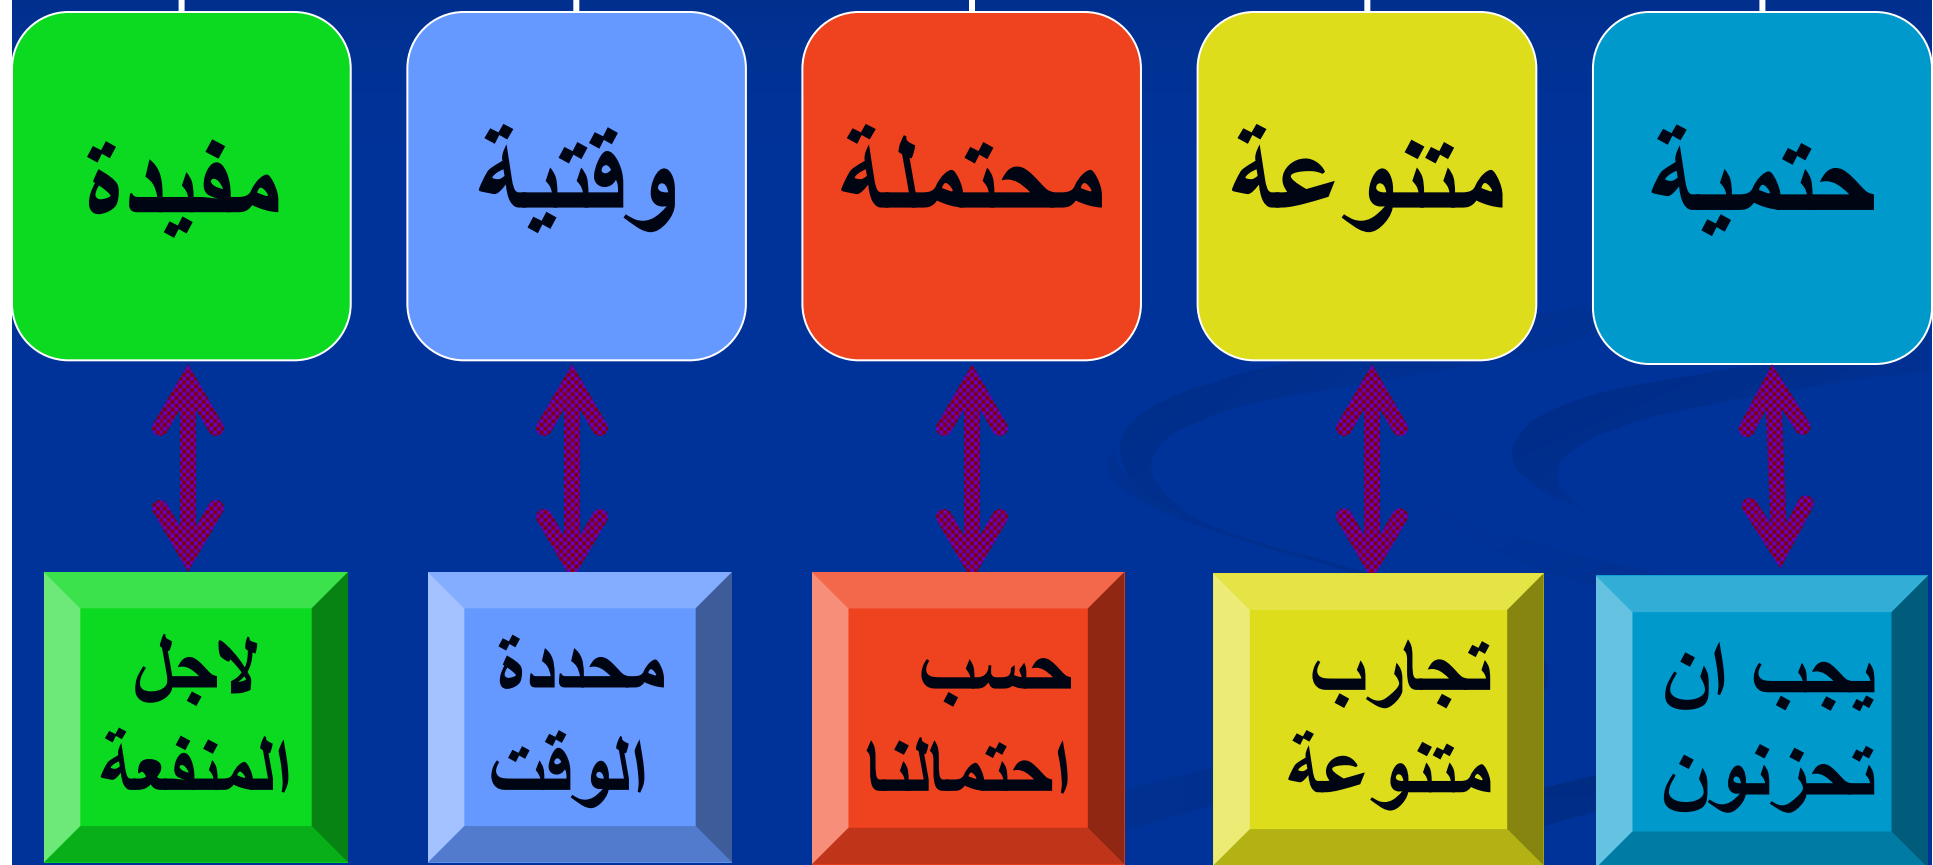 حتمية
متنوعة
محتملة
وقتية
مفيدة
يجب ان
تحزنون
تجارب
متنوعة
حسب
احتمالنا
محددة
الوقت
لاجل
المنفعة